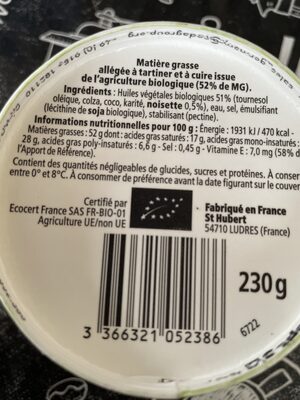 Matière grasse
allégée à tartiner et à cuire issue
de l'agriculture biologique (52% de MG).
Ingrédients : Huiles végétales biologiques 51% (tournesol
oléique, colza, coco, karité, noisette 0,5%), eau, sel, émulsifiant
(lécithine de soja biologique), stabilisant (pectine).
Informations nutritionnelles pour 100 g : Énergie : 1931 kJ / 470 kcal -
Matières grasses : 52 g dont : acides gras saturés : 17 g, acides gras mono-insaturés :
28 g, acides gras poly-insaturés : 6,6 g - Sel : 0,45 g - Vitamine E : 7,0 mg (58% de
l'Apport de Référence).
Contient des quantités négligeables de glucides, sucres et protéines. À conserver
entre 0° et 8°C. À consommer de préférence avant la date figurant sur le couvercle
Certifié par
Ecocert France SAS FR-BIO-01
Agriculture UE/non UE
Fabriqué en France
St Hubert
54710 LUDRES (France)
230 g
3 366321 052386
6722